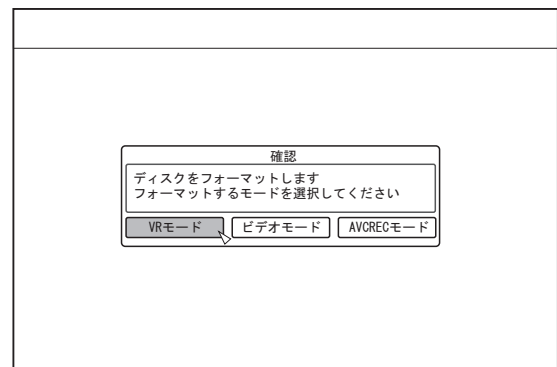 確認
ディスクをフォーマットします
フォーマットするモードを選択してください
VRモード
ビデオモード
AVCRECモード